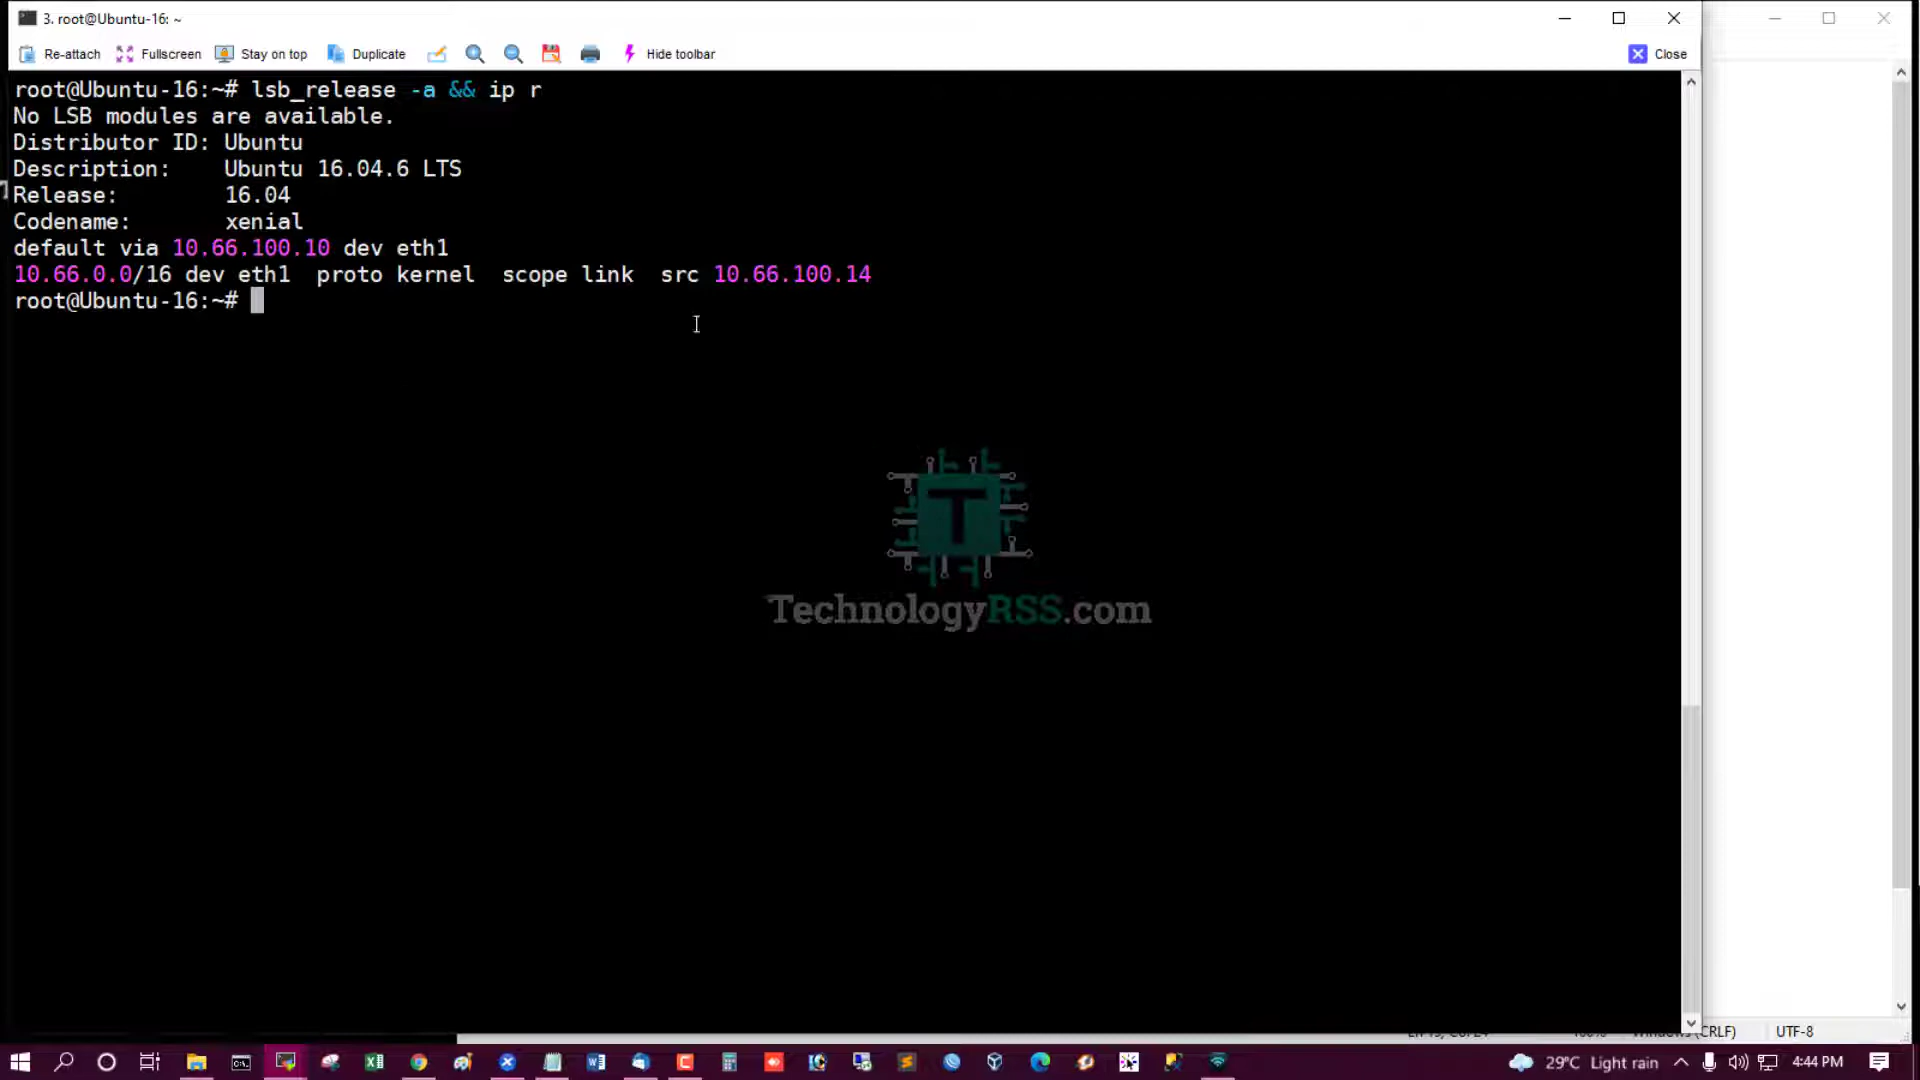 3. root@Ubuntu-16: ~
Re-attach Fullscreen Stay on top Duplicate Hide toolbar Close
root@Ubuntu-16:~# lsb_release -a && ip r
No LSB modules are available.
Distributor ID: Ubuntu
Description: Ubuntu 16.04.6 LTS
Release: 16.04
Codename: xenial
default via 10.66.100.10 dev eth1
10.66.0.0/16 dev eth1 proto kernel scope link src 10.66.100.14
root@Ubuntu-16:~#
T
TechnologyRSS.com
(CRLF) UTF-8
29°C Light rain 4:44 PM